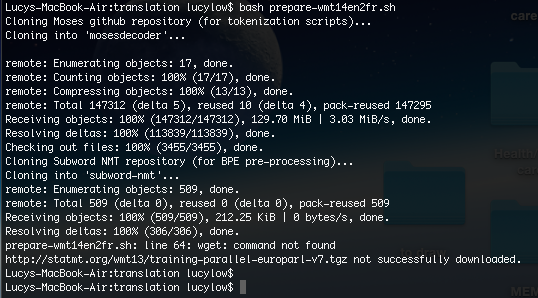 Lucys-MacBook-Air:translation lucylow$ bash prepare-wmt14en2fr.sh
Cloning Moses github repository (for tokenization scripts)...
Cloning into 'mosesdecoder'...
remote: Enumerating objects: 17, done.
remote: Counting objects: 100% (17/17), done.
remote: Compressing objects: 100% (13/13), done.
remote: Total 147312 (delta 5), reused 10 (delta 4), pack-reused 147295
Receiving objects: 100% (147312/147312), 129.70 MiB | 3.03 MiB/s, done.
Resolving deltas: 100% (113839/113839), done.
Checking out files: 100% (3455/3455), done.
Cloning Subword NMT repository (for BPE pre-processing)...
Cloning into 'subword-nmt'...
remote: Enumerating objects: 509, done.
remote: Total 509 (delta 0), reused 0 (delta 0), pack-reused 509
Receiving objects: 100% (509/509), 212.25 KiB | 0 bytes/s, done.
Resolving deltas: 100% (306/306), done.
prepare-wmt14en2fr.sh: line 64: wget: command not found
http://statmt.org/wmt13/training-parallel-europarl-v7.tgz not successfully downloaded.
Lucys-MacBook-Air:translation lucylow$
Lucys-MacBook-Air:translation lucylow$